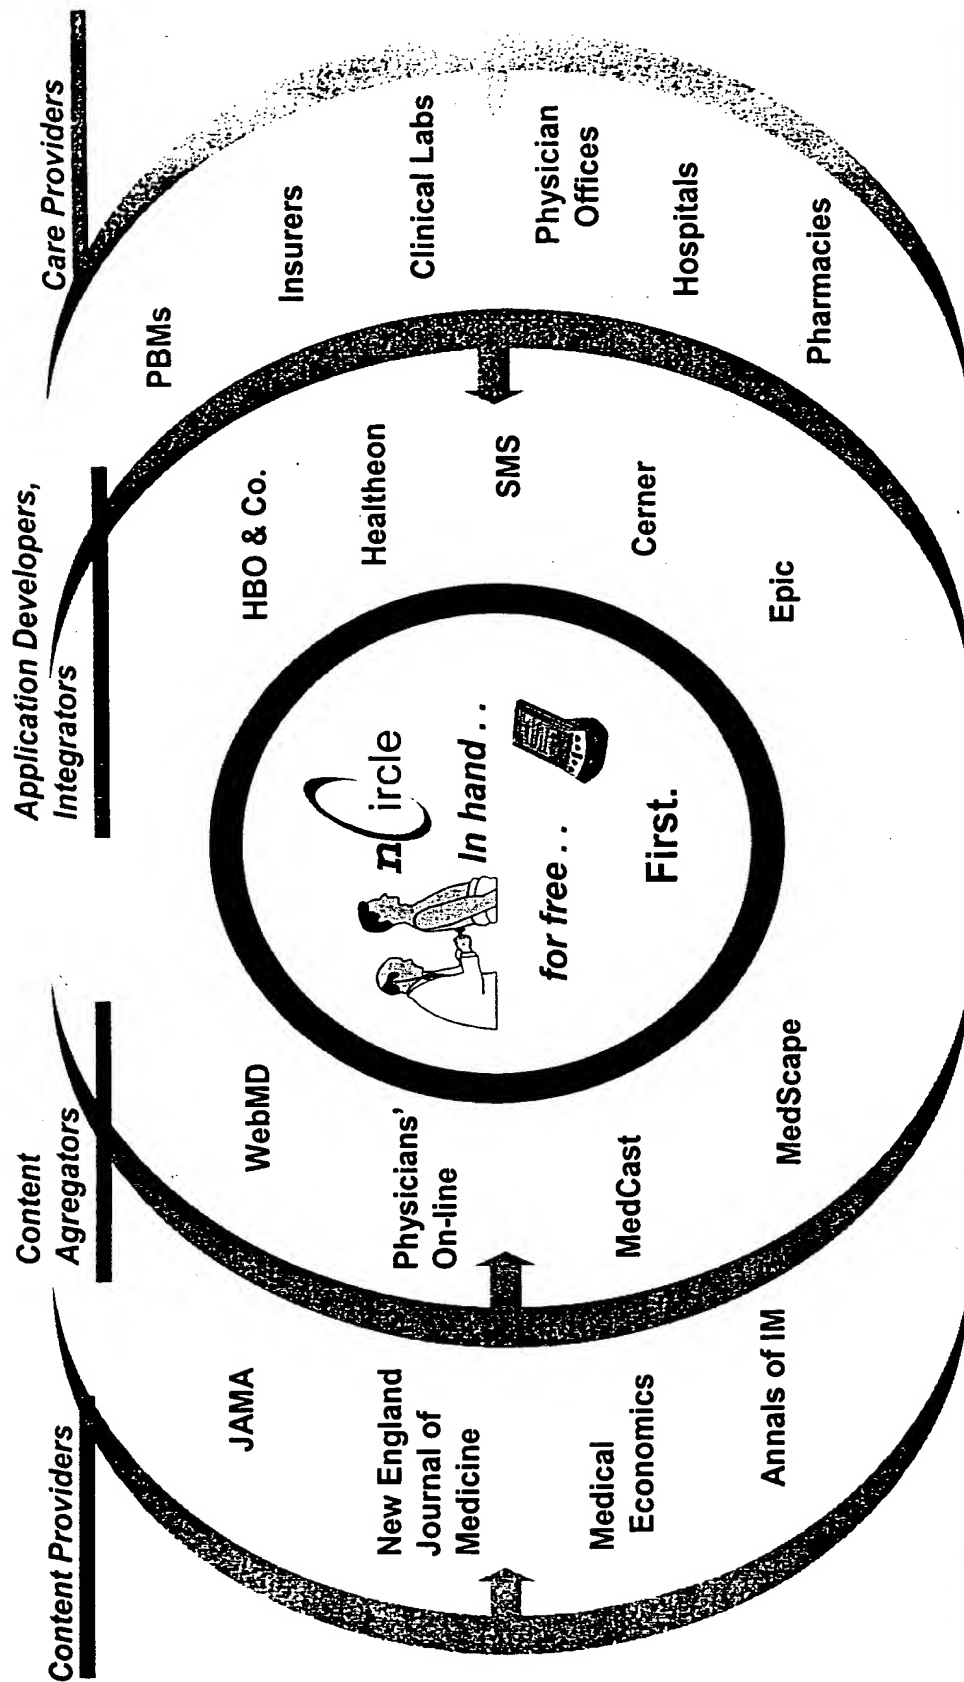 Content Providers
Content
Agregators
Application Developers,
Integrators
Care Providers
JAMA
New England
Journal of
Medicine
Medical
Economics
Annals of IM
WebMD
Physicians'
On-line
MedCast
MedScape
nCircle
In hand . .
for free . .
First.
HBO & Co.
Healtheon
SMS
Cerner
Epic
PBMs
Insurers
Clinical Labs
Physician
Offices
Hospitals
Pharmacies